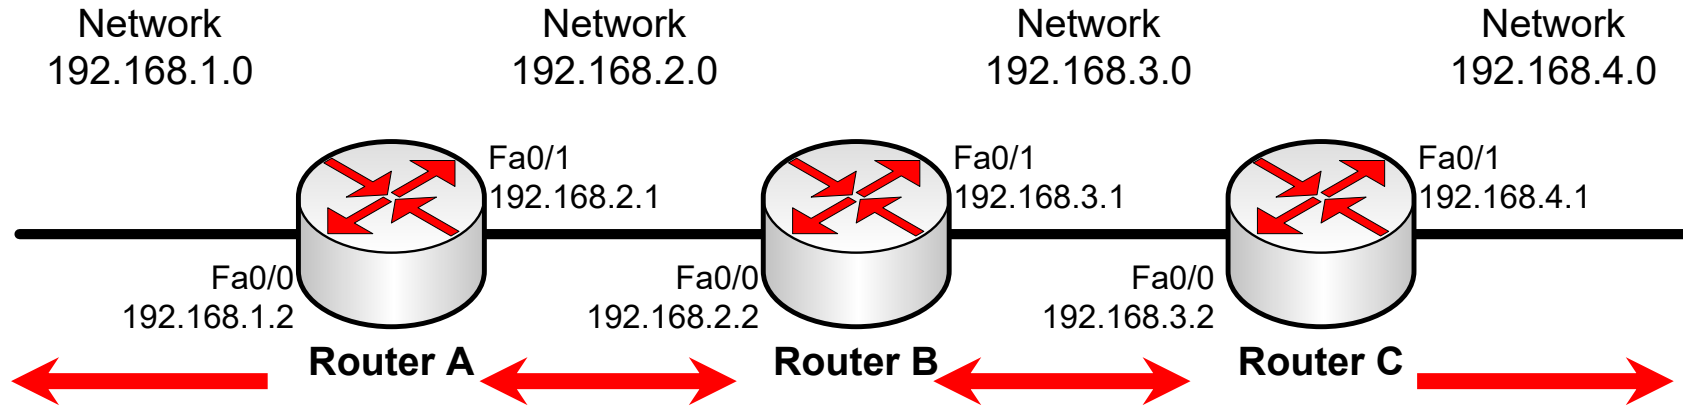 Network
192.168.1.0
Network
192.168.2.0
Network
192.168.3.0
Network
192.168.4.0
Fa0/1
192.168.2.1
Fa0/1
192.168.3.1
Fa0/1
192.168.4.1
Fa0/0
192.168.1.2
Fa0/0
192.168.2.2
Fa0/0
192.168.3.2
Router A
Router B
Router C